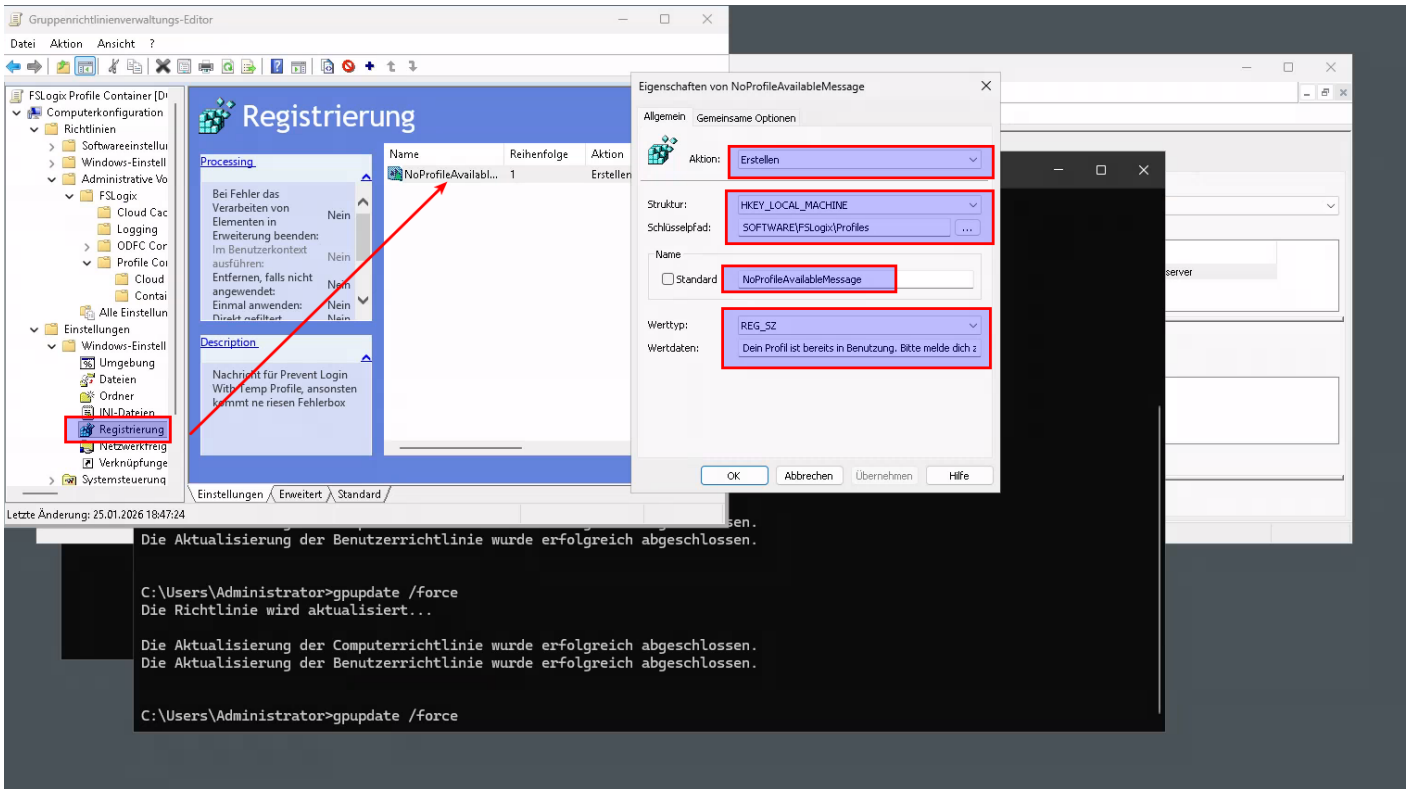 Gruppenrichtlinienverwaltungs-Editor
Datei Aktion Ansicht ?
FSLogix Profile Container [D
Computerkonfiguration
Richtlinien
Softwareeinstellu
Windows-Einstell
Administrative Vo
FSLogix
Cloud Cac
Logging
ODFC Cor
Profile Co
Cloud
Contai
Alle Einstellun
Einstellungen
Windows-Einstell
Umgebung
Dateien
Ordner
INI-Dateien
Registrierung
Netzwerkfreig
Verknüpfunge
Systemsteuerung
Registrierung
Processing
Bei Fehler das
Verarbeiten von
Elementen in
Erweiterung beenden: Nein
Im Benutzerkontext
ausführen: Nein
Entfernen, falls nicht
angewendet: Nein
Einmal anwenden: Nein
Direkt gefiltert Nein
Description
Nachricht für Prevent Login
With Temp Profile, ansonsten
kommt ne riesen Fehlerbox
Name Reihenfolge Aktion
NoProfileAvailabl... 1 Erstellen
Einstellungen Erweitert Standard
Letzte Änderung: 25.01.2026 18:47:24
Eigenschaften von NoProfileAvailableMessage
Allgemein Gemeinsame Optionen
Aktion: Erstellen
Struktur: HKEY_LOCAL_MACHINE
Schlüsselpfad: SOFTWARE\FSLogix\Profiles ...
Name
Standard NoProfileAvailableMessage
Werttyp: REG_SZ
Wertdaten: Dein Profil ist bereits in Benutzung. Bitte melde dich z
OK Abbrechen Übernehmen Hilfe
server
sen.
Die Aktualisierung der Benutzerrichtlinie wurde erfolgreich abgeschlossen.
C:\Users\Administrator>gpupdate /force
Die Richtlinie wird aktualisiert...
Die Aktualisierung der Computerrichtlinie wurde erfolgreich abgeschlossen.
Die Aktualisierung der Benutzerrichtlinie wurde erfolgreich abgeschlossen.
C:\Users\Administrator>gpupdate /force